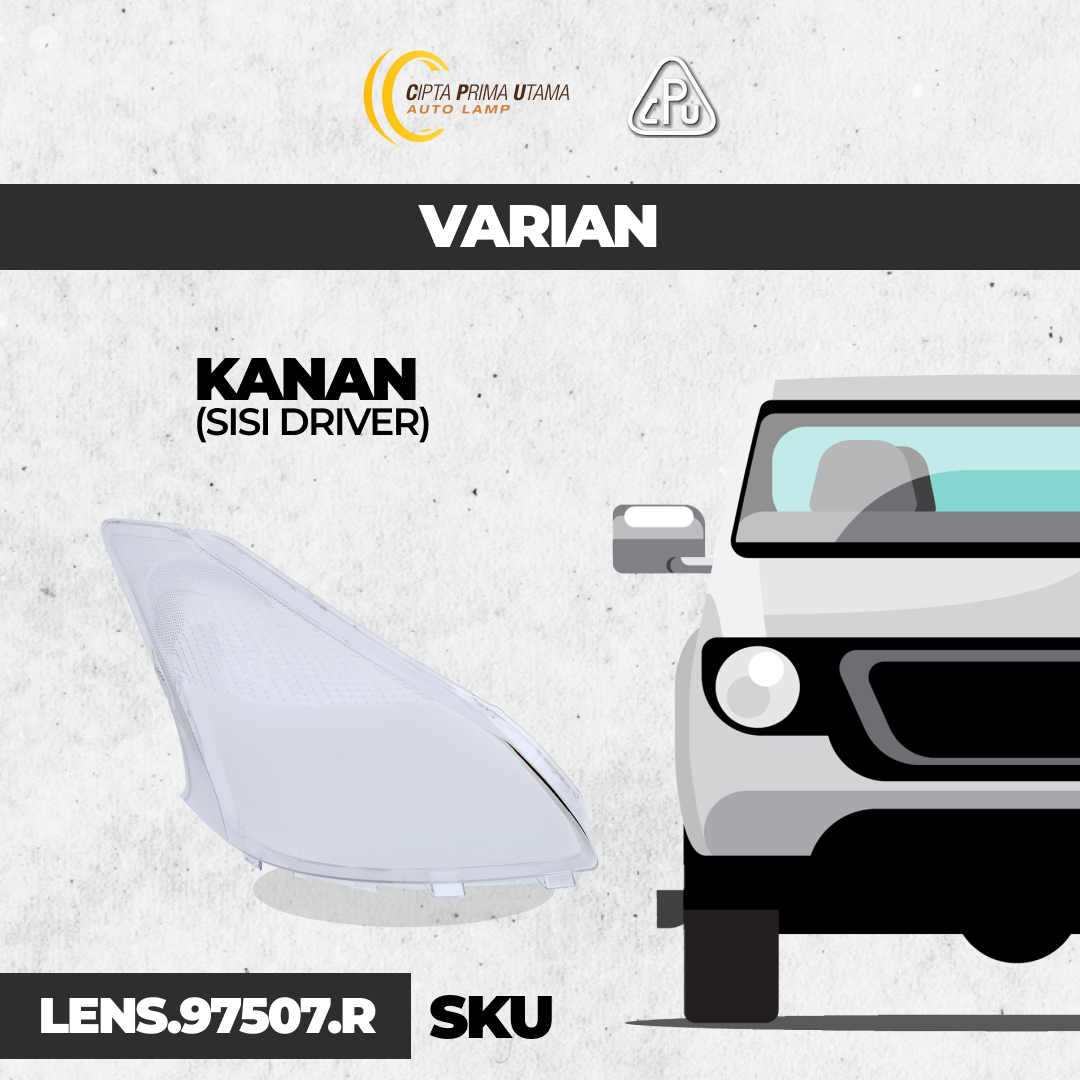 CIPTA PRIMA UTAMA
AUTO LAMP
CPU
VARIAN
KANAN
(SISI DRIVER)
LENS.97507.R
SKU